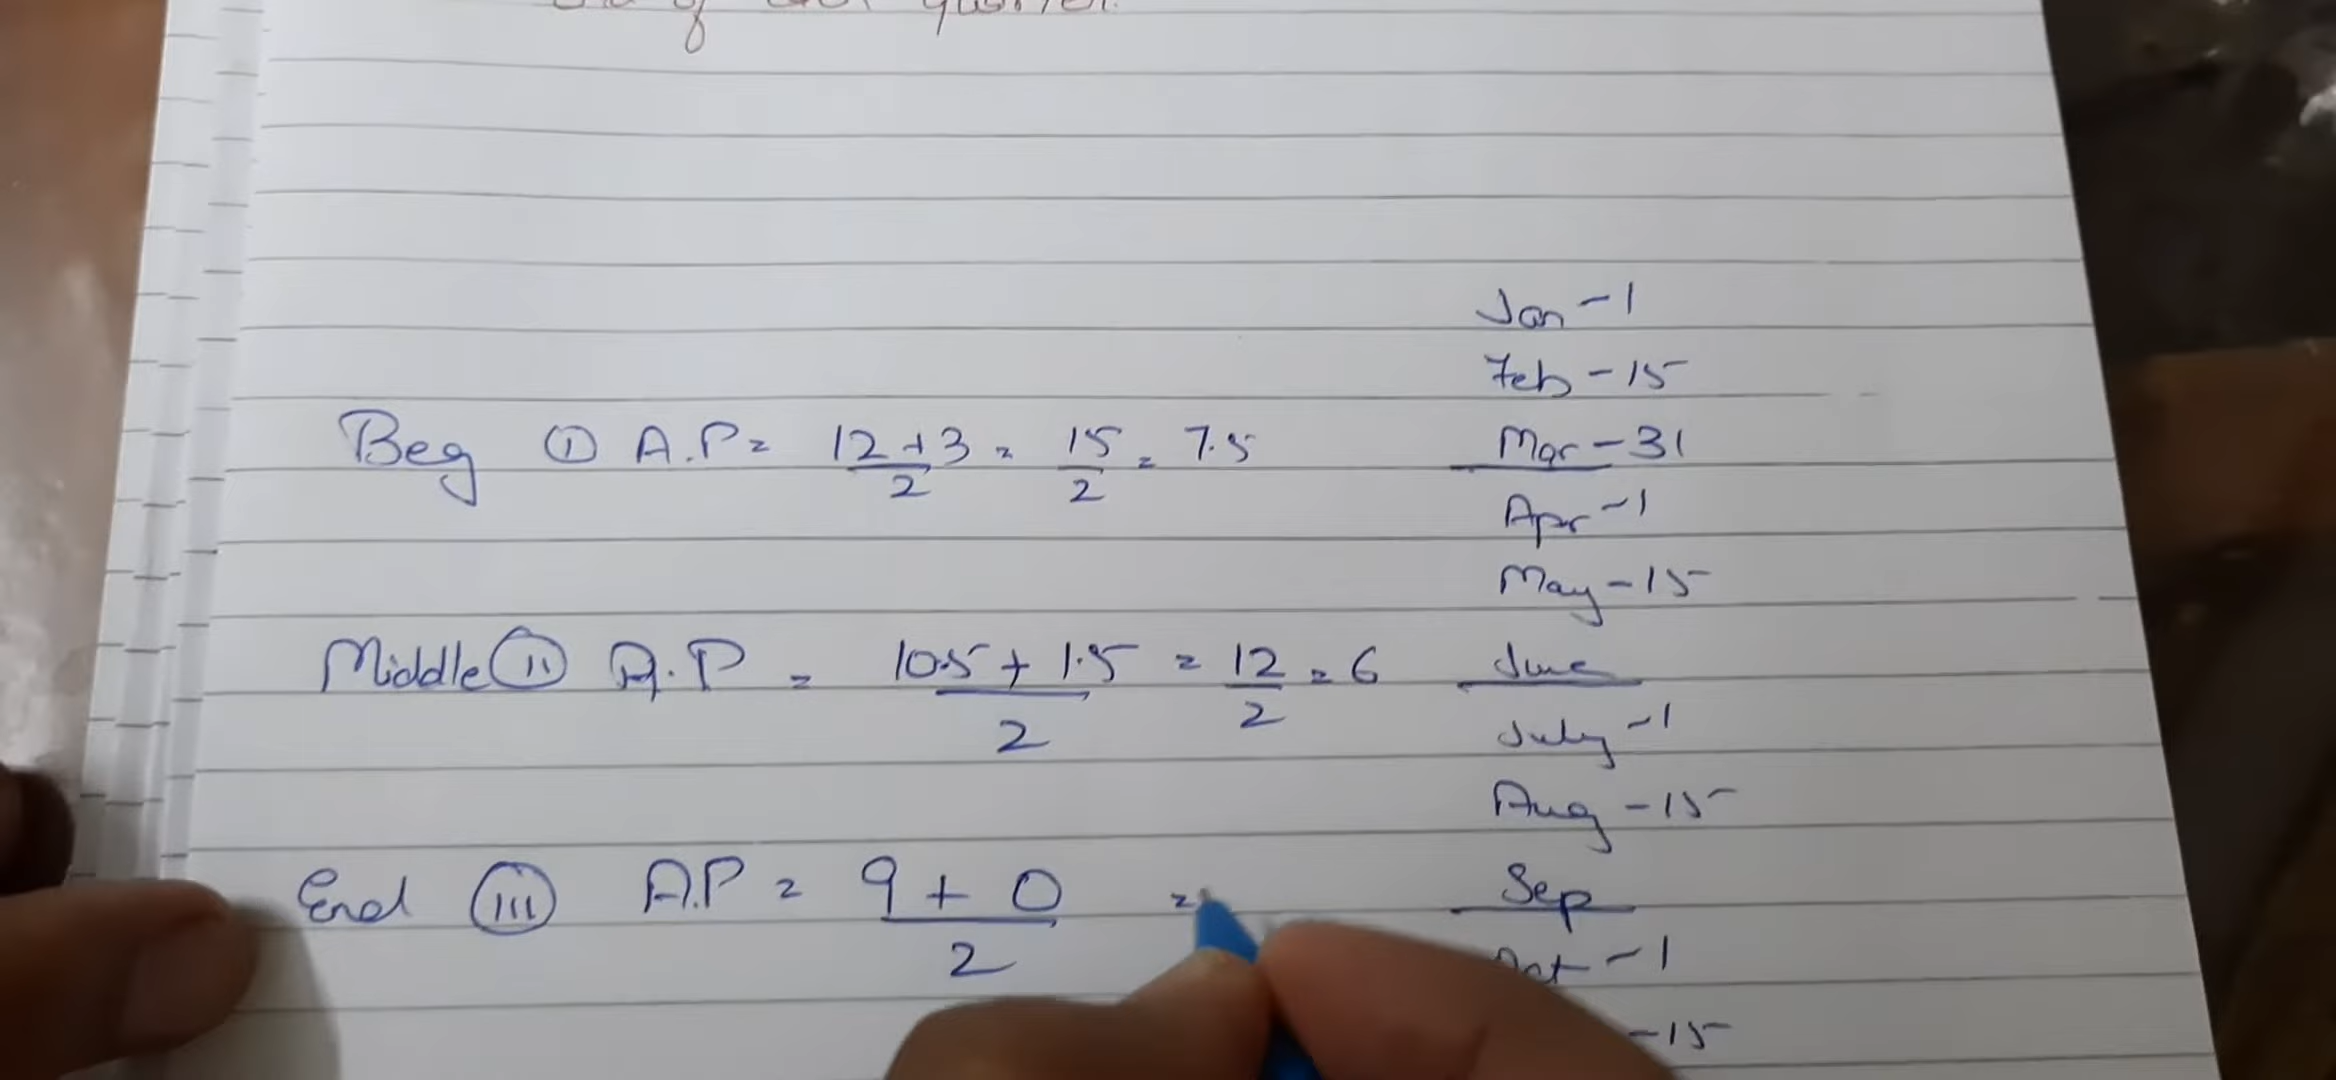 of quarter.
Jan - 1
Feb - 15
Beg ① A.P = 12 + 3 / 2 = 15 / 2 = 7.5
Mar - 31
Apr - 1
May - 15
Middle (ii) A.P = 10.5 + 1.5 / 2 = 12 / 2 = 6
June
July - 1
Aug - 15
End (iii) A.P = 9 + 0 / 2 =
Sep
- 1
- 15